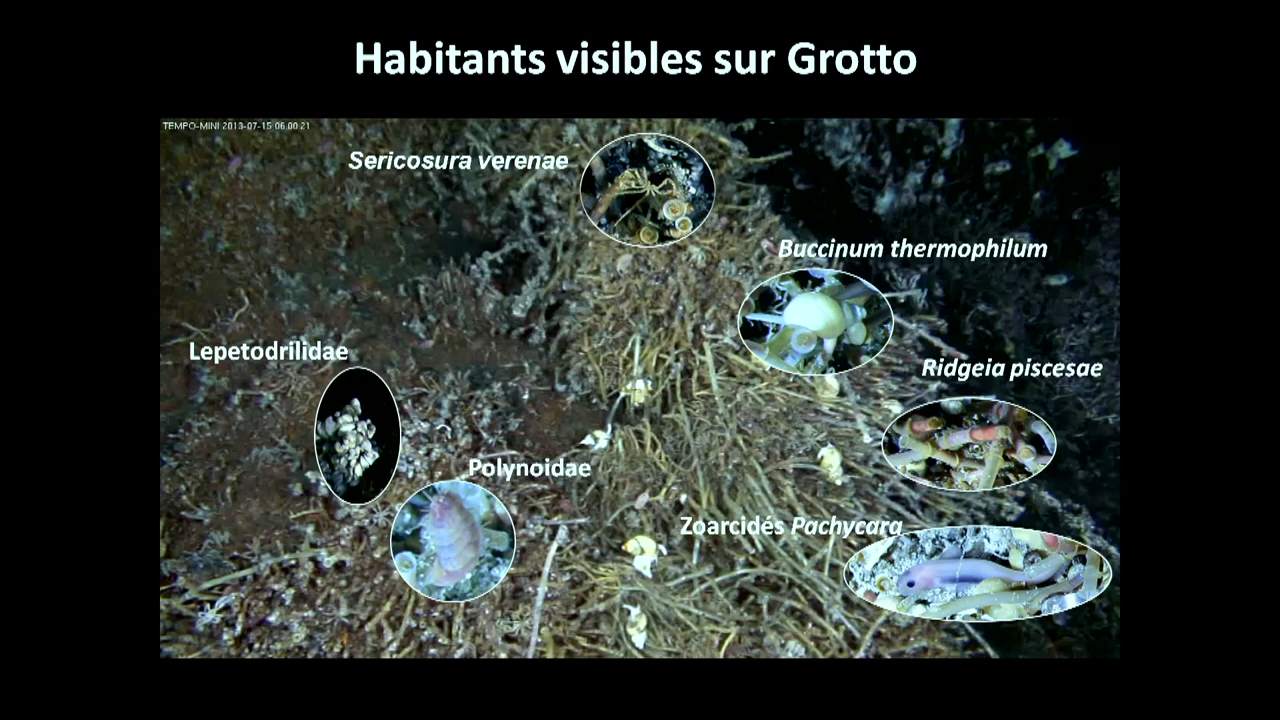 Habitants visibles sur Grotto
TEMPO-MINI 2013-07-15 06:00:21
Sericosura verenae
Buccinum thermophilum
Lepetodrilidae
Ridgeia piscesae
Polynoidae
Zoarcidés Pachycara